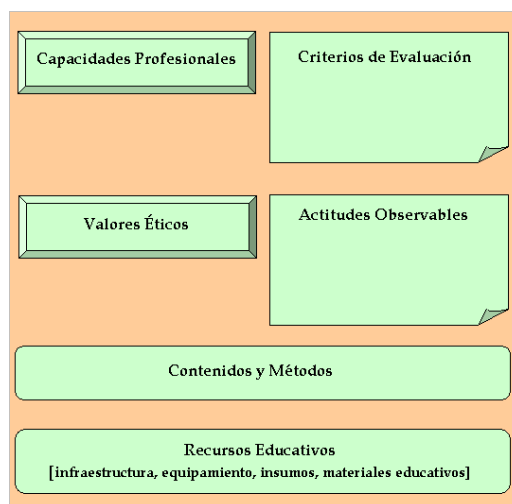 Capacidades Profesionales
Criterios de Evaluación
Valores Éticos
Actitudes Observables
Contenidos y Métodos
Recursos Educativos
[infraestructura, equipamiento, insumos, materiales educativos]